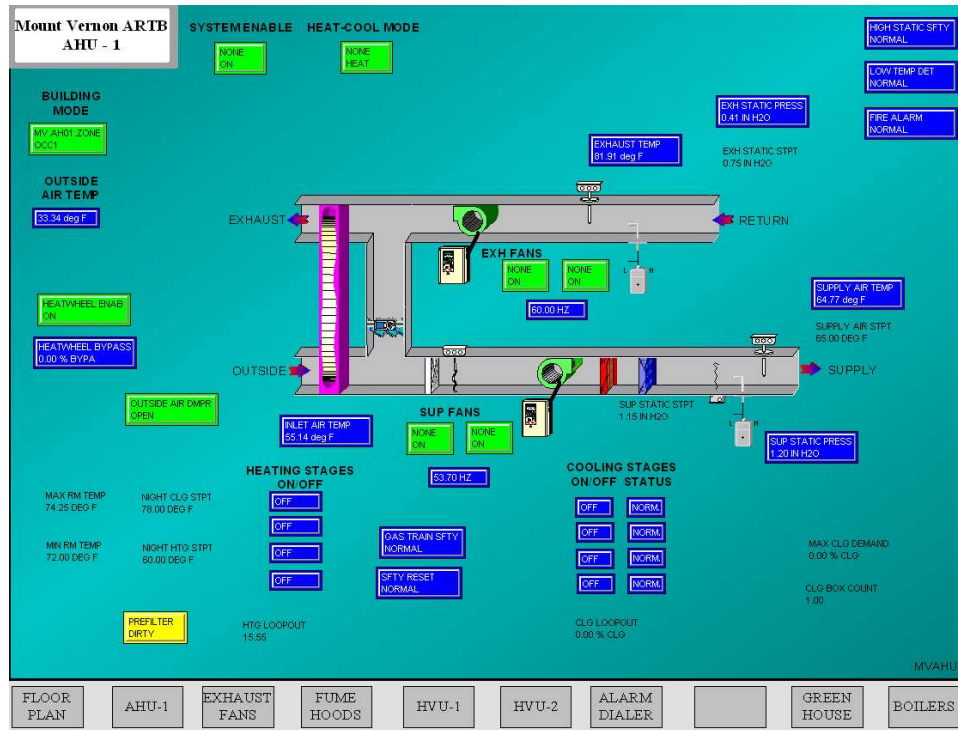 Mount Vernon ARTB
AHU - 1
SYSTEM ENABLE
HEAT-COOL MODE
NONE
ON
NONE
HEAT
HIGH STATIC SFTY
NORMAL
LOW TEMP DET
NORMAL
FIRE ALARM
NORMAL
BUILDING
MODE
MV.AH01.ZONE
OCC1
EXH STATIC PRESS
0.41 IN H2O
EXHAUST TEMP
81.91 deg F
EXH STATIC STPT
0.75 IN H2O
OUTSIDE
AIR TEMP
33.34 deg F
EXHAUST
RETURN
EXH FANS
NONE
ON
NONE
ON
60.00 HZ
L
H
SUPPLY AIR TEMP
64.77 deg F
SUPPLY AIR STPT
65.00 DEG F
HEATWHEEL ENAB
ON
HEATWHEEL BYPASS
0.00 % BYPA
OUTSIDE
SUPPLY
OUTSIDE AIR DMPR
OPEN
INLET AIR TEMP
55.14 deg F
SUP FANS
NONE
ON
NONE
ON
53.70 HZ
SUP STATIC STPT
1.15 IN H2O
L
H
SUP STATIC PRESS
1.20 IN H2O
HEATING STAGES
ON/OFF
OFF
OFF
OFF
OFF
COOLING STAGES
ON/OFF STATUS
OFF NORM.
OFF NORM.
OFF NORM.
OFF NORM.
MAX RM TEMP
74.25 DEG F
NIGHT CLG STPT
78.00 DEG F
MIN RM TEMP
72.00 DEG F
NIGHT HTG STPT
60.00 DEG F
GAS TRAIN SFTY
NORMAL
SFTY RESET
NORMAL
MAX CLG DEMAND
0.00 % CLG
CLG BOX COUNT
1.00
PREFILTER
DIRTY
HTG LOOPOUT
15.55
CLG LOOPOUT
0.00 % CLG
MVAHU
FLOOR
PLAN
AHU-1
EXHAUST
FANS
FUME
HOODS
HVU-1
HVU-2
ALARM
DIALER
GREEN
HOUSE
BOILERS